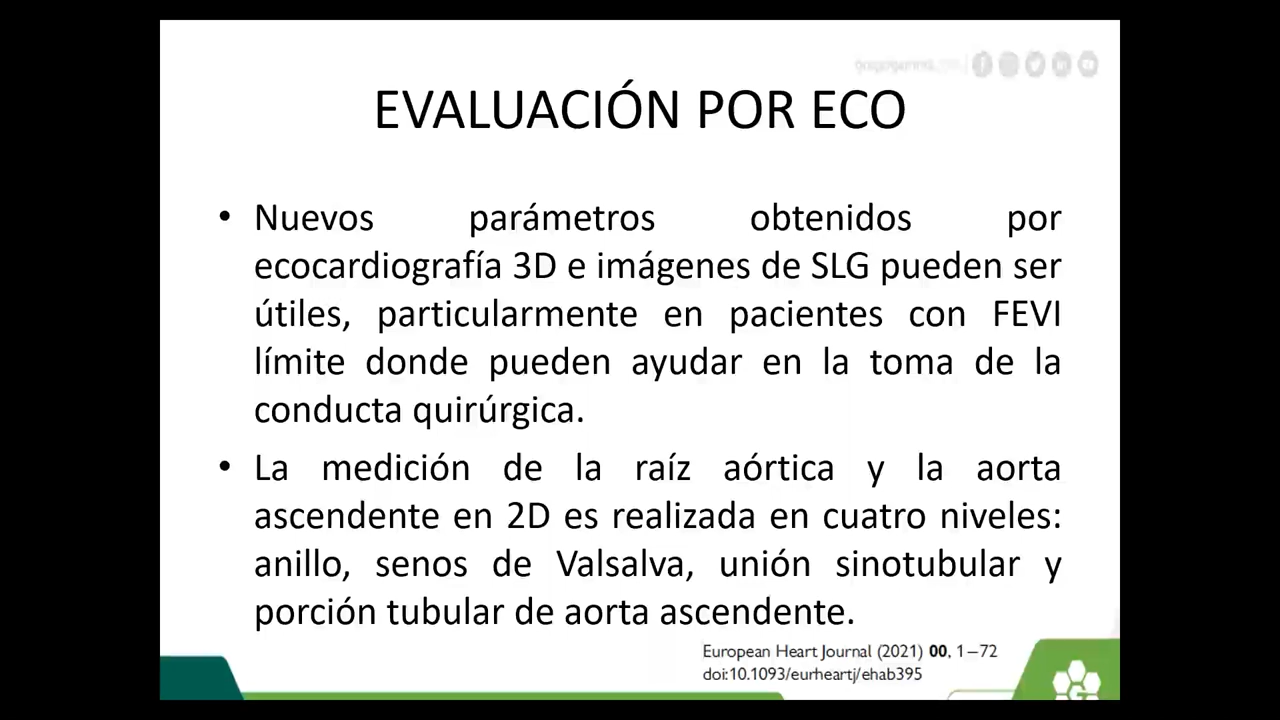 EVALUACIÓN POR ECO
• Nuevos parámetros obtenidos por
ecocardiografía 3D e imágenes de SLG pueden ser
útiles, particularmente en pacientes con FEVI
límite donde pueden ayudar en la toma de la
conducta quirúrgica.
• La medición de la raíz aórtica y la aorta
ascendente en 2D es realizada en cuatro niveles:
anillo, senos de Valsalva, unión sinotubular y
porción tubular de aorta ascendente.
European Heart Journal (2021) 00, 1–72
doi:10.1093/eurheartj/ehab395